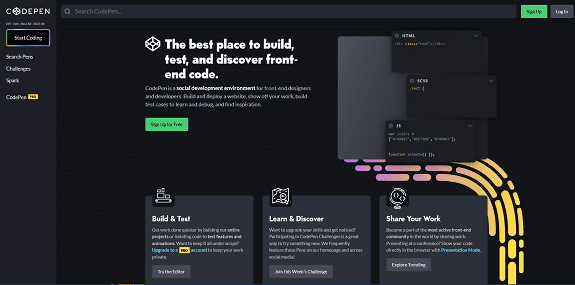 CODEPEN
Search CodePen...
Sign Up
Log In
TRY OUR ONLINE EDITOR
Start Coding
Search Pens
Challenges
Spark
CodePen PRO
The best place to build,
test, and discover front-
end code.
CodePen is a social development environment for front-end designers
and developers. Build and deploy a website, show off your work, build
test cases to learn and debug, and find inspiration.
Sign Up for Free
HTML
SCSS
.rect {
JS
var colors =
function animate() {};
Build & Test
Get work done quicker by building out entire
projects or isolating code to test features and
animations. Want to keep it all under wraps?
Upgrade to a PRO account to keep your work
private.
Try the Editor
Learn & Discover
Want to upgrade your skills and get noticed?
Participating in CodePen Challenges is a great
way to try something new. We frequently
feature these Pens on our homepage and across
social media!
Join this Week's Challenge
Share Your Work
Become a part of the most active front-end
community in the world by sharing work.
Presenting at a conference? Show your code
directly in the browser with Presentation Mode.
Explore Trending